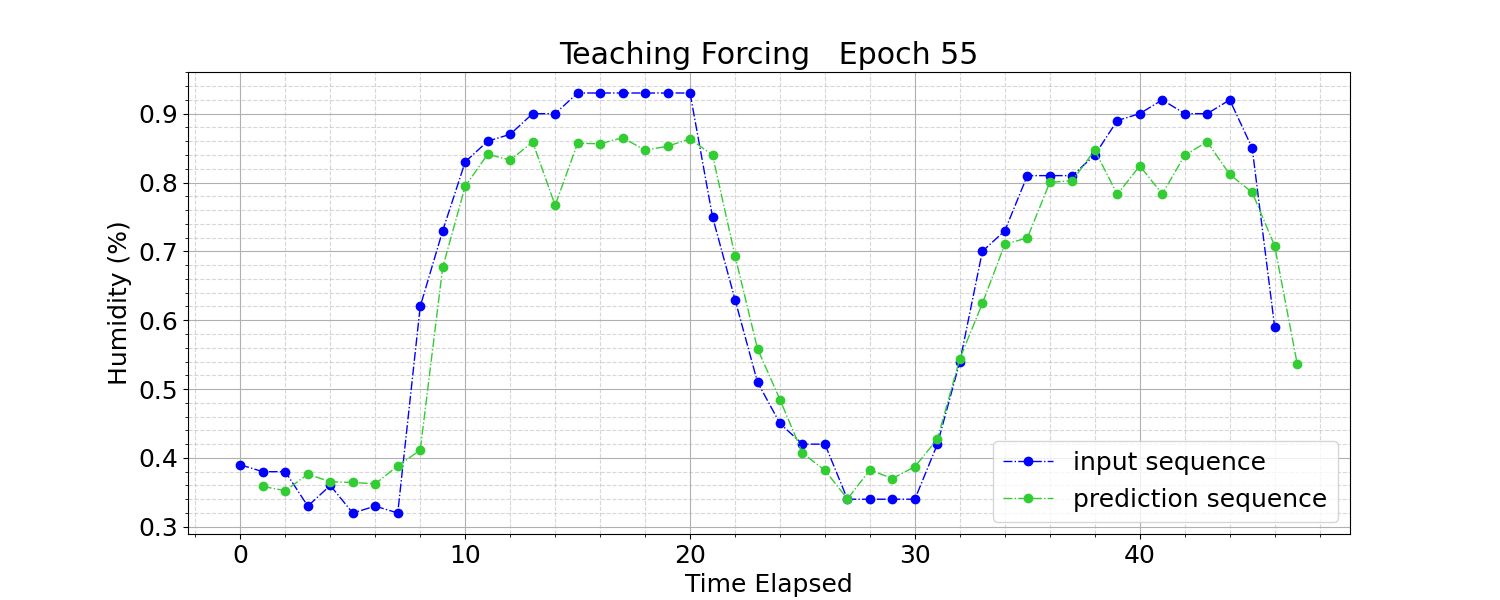 Teaching Forcing   Epoch 55
Humidity (%)
0.9
0.8
0.7
0.6
0.5
0.4
0.3
0 10 20 30 40
Time Elapsed
input sequence
prediction sequence